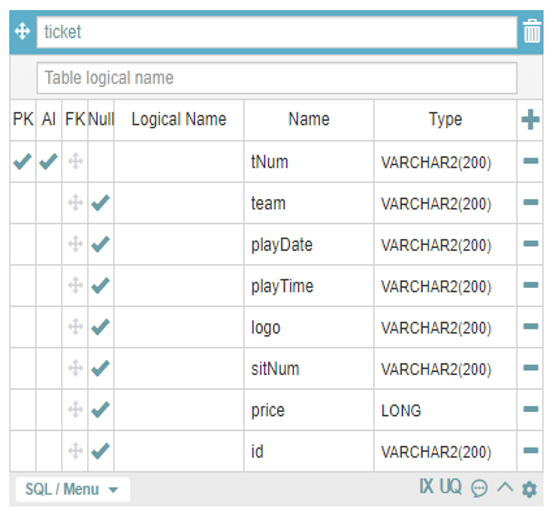 ticket
Table logical name
PK AI FK Null Logical Name Name Type
tNum VARCHAR2(200)
team VARCHAR2(200)
playDate VARCHAR2(200)
playTime VARCHAR2(200)
logo VARCHAR2(200)
sitNum VARCHAR2(200)
price LONG
id VARCHAR2(200)
SQL / Menu IX UQ